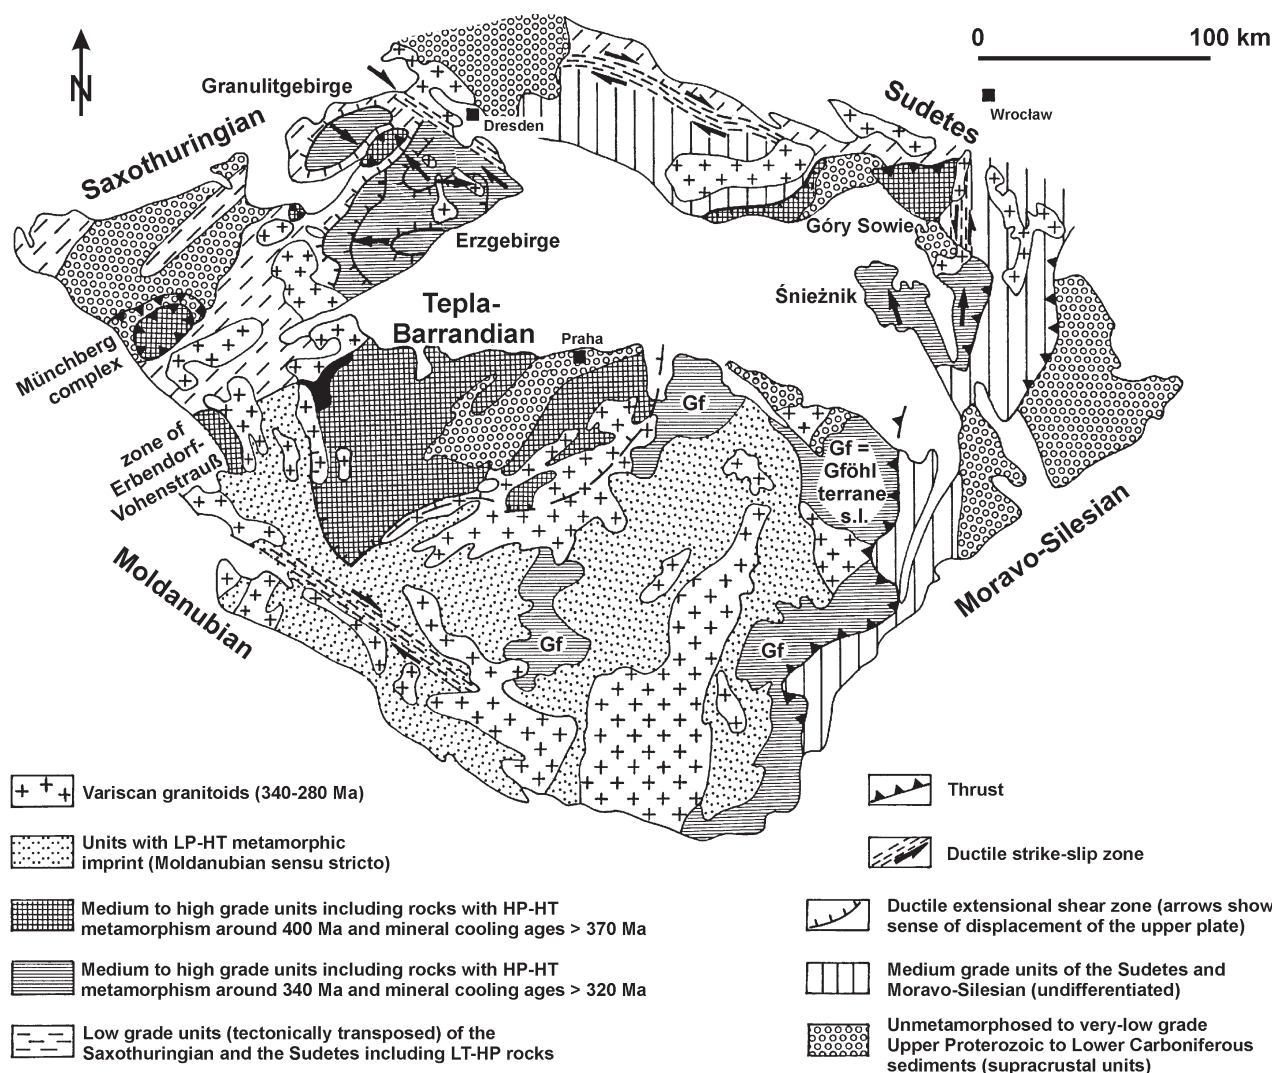 N
0 100 km
Granulitgebirge
Sudetes
Wrocław
Dresden
Saxothuringian
Góry Sowie
Erzgebirge
Śnieżnik
Tepla-
Barrandian
Praha
Münchberg
complex
Gf
zone of
Erbendorf-
Vohenstrauß
Gf =
Gföhl
terrane
s.l.
Moldanubian
Moravo-Silesian
Gf
Gf
Variscan granitoids (340-280 Ma)
Units with LP-HT metamorphic
imprint (Moldanubian sensu stricto)
Medium to high grade units including rocks with HP-HT
metamorphism around 400 Ma and mineral cooling ages > 370 Ma
Medium to high grade units including rocks with HP-HT
metamorphism around 340 Ma and mineral cooling ages > 320 Ma
Low grade units (tectonically transposed) of the
Saxothuringian and the Sudetes including LT-HP rocks
Thrust
Ductile strike-slip zone
Ductile extensional shear zone (arrows show
sense of displacement of the upper plate)
Medium grade units of the Sudetes and
Moravo-Silesian (undifferentiated)
Unmetamorphosed to very-low grade
Upper Proterozoic to Lower Carboniferous
sediments (supracrustal units)